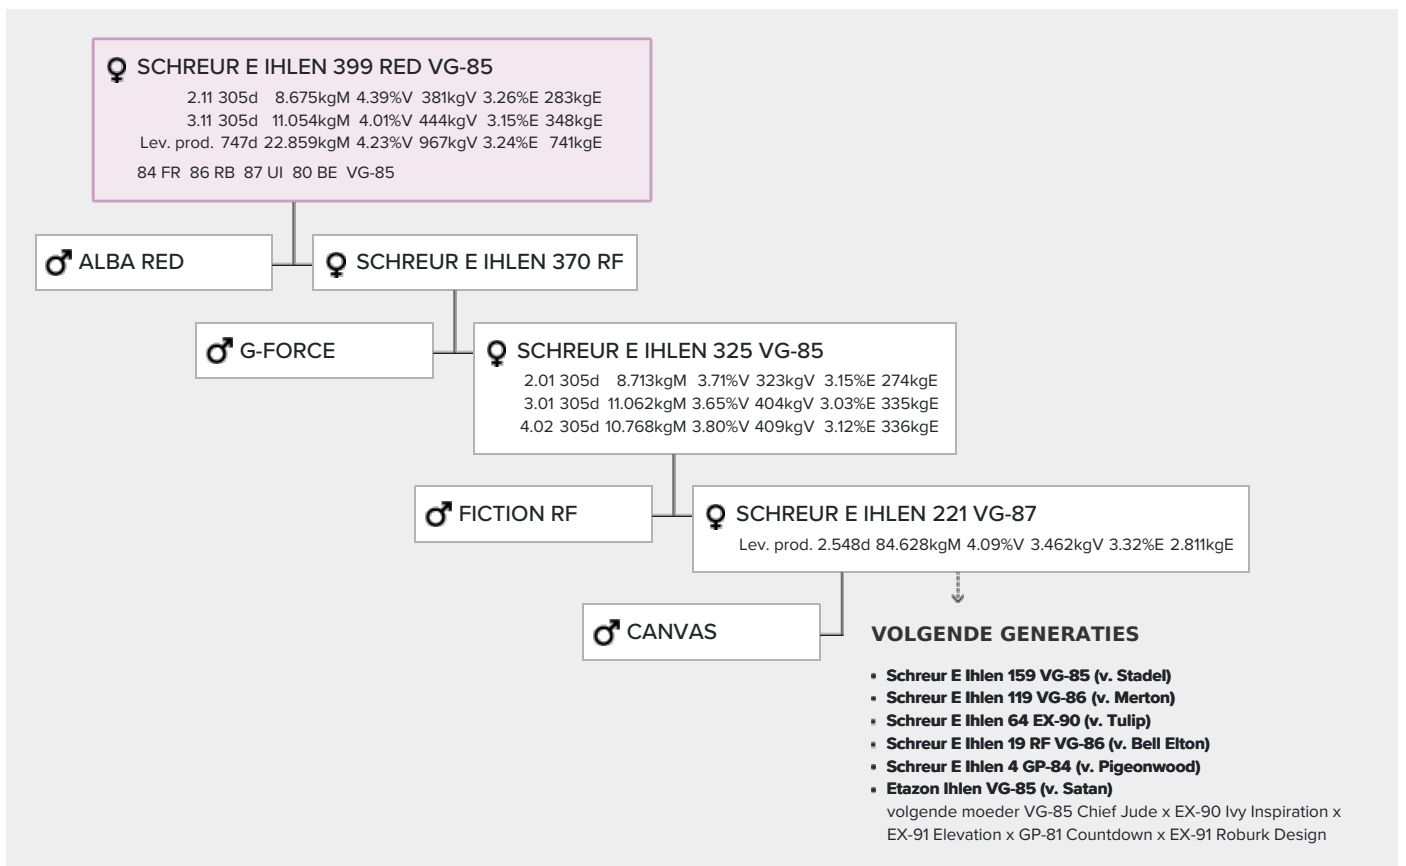 SCHREUR E IHLEN 399 RED VG-85
2.11 305d 8.675kgM 4.39%V 381kgV 3.26%E 283kgE
3.11 305d 11.054kgM 4.01%V 444kgV 3.15%E 348kgE
Lev. prod. 747d 22.859kgM 4.23%V 967kgV 3.24%E 741kgE
84 FR 86 RB 87 UI 80 BE VG-85
ALBA RED
SCHREUR E IHLEN 370 RF
G-FORCE
SCHREUR E IHLEN 325 VG-85
2.01 305d 8.713kgM 3.71%V 323kgV 3.15%E 274kgE
3.01 305d 11.062kgM 3.65%V 404kgV 3.03%E 335kgE
4.02 305d 10.768kgM 3.80%V 409kgV 3.12%E 336kgE
FICTION RF
SCHREUR E IHLEN 221 VG-87
Lev. prod. 2.548d 84.628kgM 4.09%V 3.462kgV 3.32%E 2.811kgE
CANVAS
VOLGENDE GENERATIES
• Schreur E Ihlen 159 VG-85 (v. Stadel)
• Schreur E Ihlen 119 VG-86 (v. Merton)
• Schreur E Ihlen 64 EX-90 (v. Tulip)
• Schreur E Ihlen 19 RF VG-86 (v. Bell Elton)
• Schreur E Ihlen 4 GP-84 (v. Pigeonwood)
• Etazon Ihlen VG-85 (v. Satan)
volgende moeder VG-85 Chief Jude x EX-90 Ivy Inspiration x
EX-91 Elevation x GP-81 Countdown x EX-91 Roburk Design